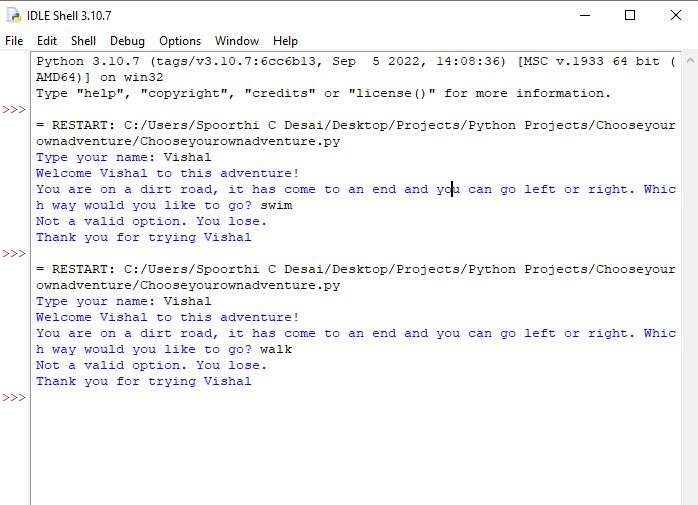 IDLE Shell 3.10.7
File Edit Shell Debug Options Window Help
Python 3.10.7 (tags/v3.10.7:6cc6b13, Sep  5 2022, 14:08:36) [MSC v.1933 64 bit (
AMD64)] on win32
Type "help", "copyright", "credits" or "license()" for more information.
>>>
= RESTART: C:/Users/Spoorthi C Desai/Desktop/Projects/Python Projects/Chooseyour
ownadventure/Chooseyourownadventure.py
Type your name: Vishal
Welcome Vishal to this adventure!
You are on a dirt road, it has come to an end and you can go left or right. Whic
h way would you like to go? swim
Not a valid option. You lose.
Thank you for trying Vishal
>>>
= RESTART: C:/Users/Spoorthi C Desai/Desktop/Projects/Python Projects/Chooseyour
ownadventure/Chooseyourownadventure.py
Type your name: Vishal
Welcome Vishal to this adventure!
You are on a dirt road, it has come to an end and you can go left or right. Whic
h way would you like to go? walk
Not a valid option. You lose.
Thank you for trying Vishal
>>>